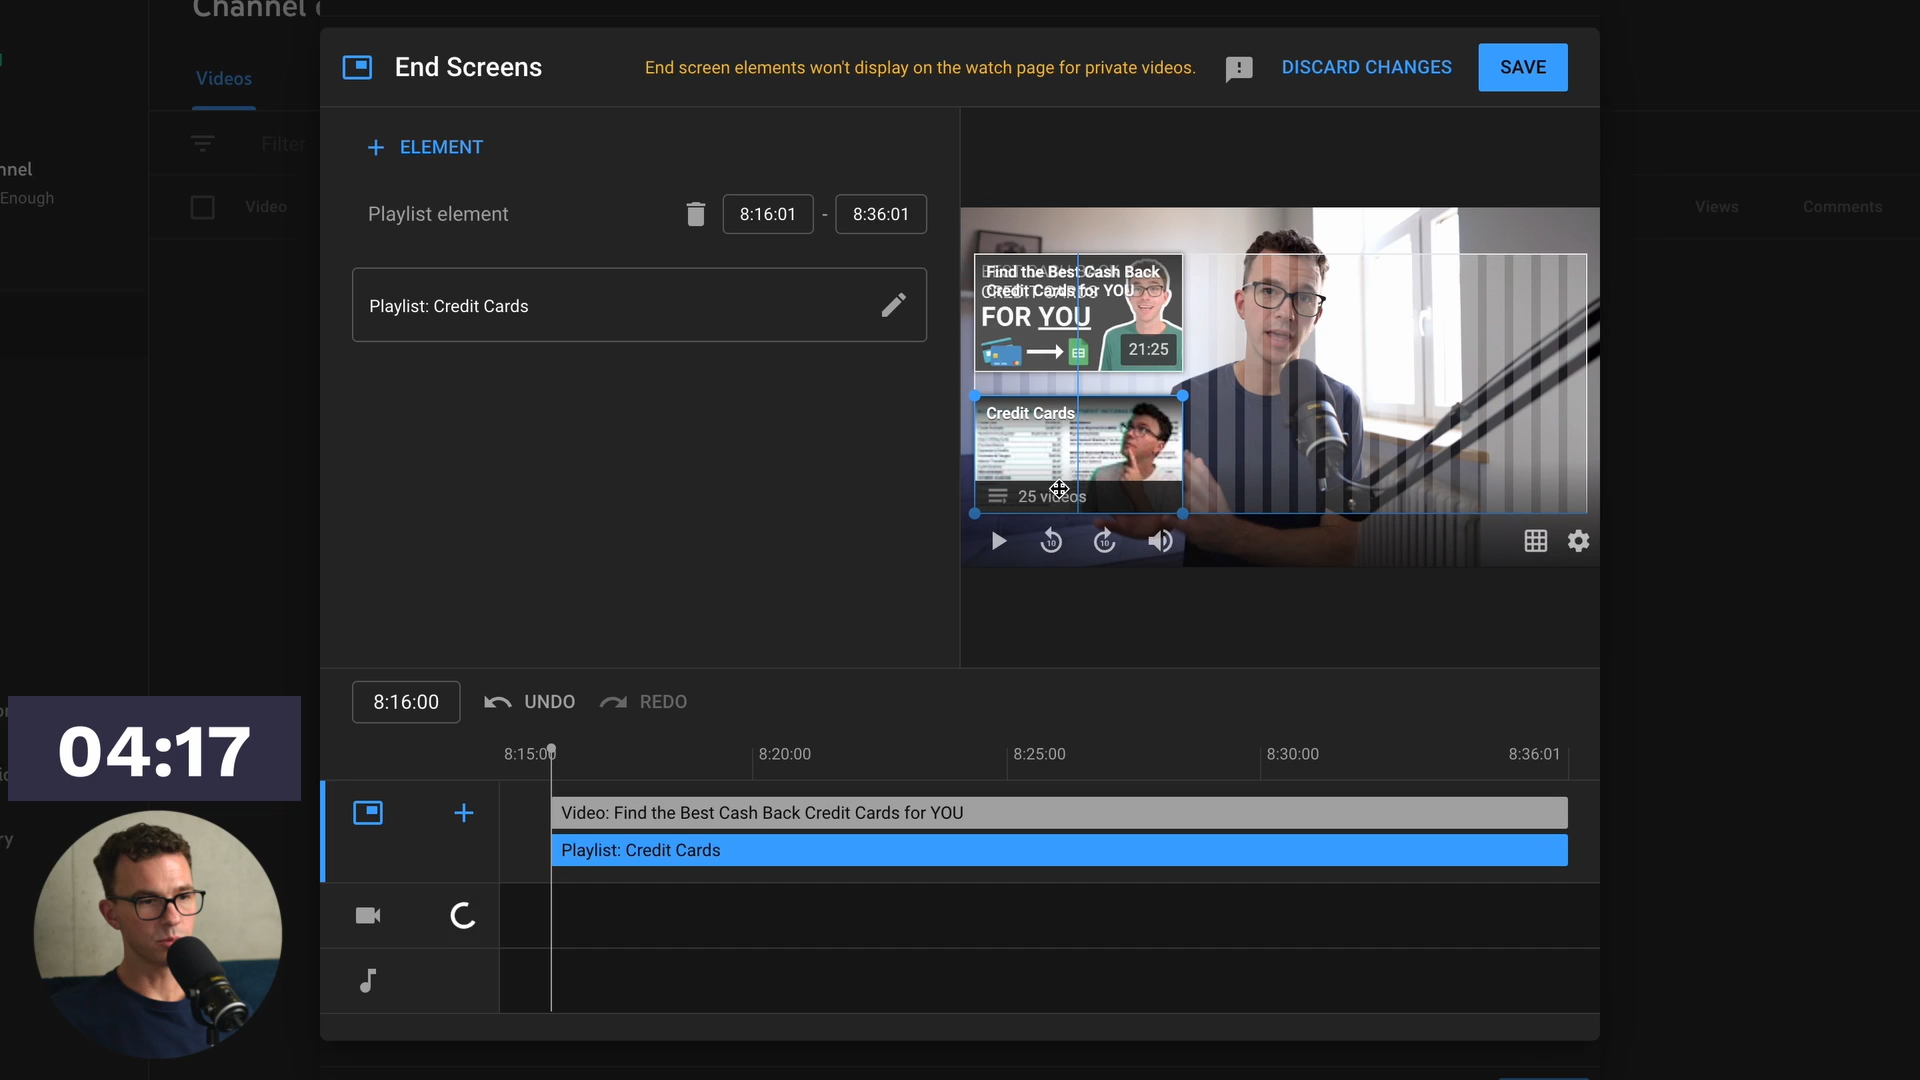 Channel
Videos
Filter
nnel
Enough
Video
Views
Comments
End Screens
End screen elements won't display on the watch page for private videos.
DISCARD CHANGES
SAVE
ELEMENT
Playlist element
8:16:01 - 8:36:01
Playlist: Credit Cards
Find the Best Cash Back
Credit Cards for YOU
FOR YOU
21:25
Credit Cards
25 videos
10
10
8:16:00
UNDO
REDO
8:15:00
8:20:00
8:25:00
8:30:00
8:36:01
Video: Find the Best Cash Back Credit Cards for YOU
Playlist: Credit Cards
04:17
ry